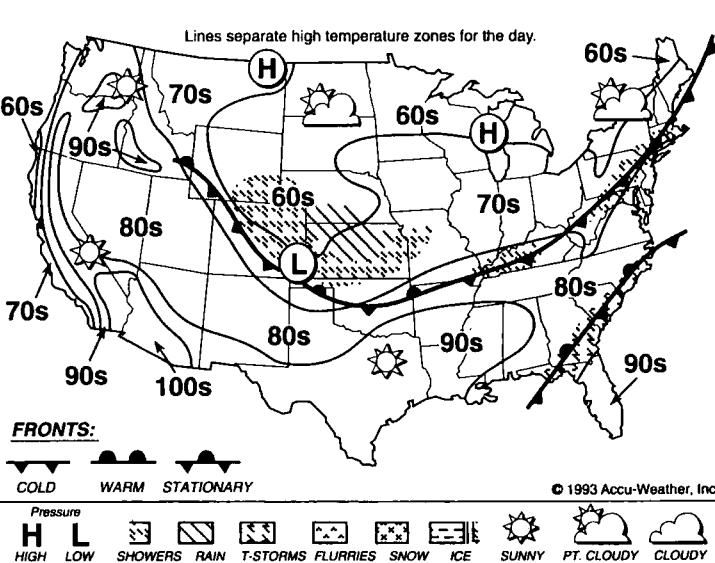 Lines separate high temperature zones for the day.
H
60s
70s
60s
60s
H
90s
60s
70s
80s
L
80s
70s
80s
90s
90s
90s
100s
FRONTS:
COLD WARM STATIONARY
© 1993 Accu-Weather, Inc
Pressure
H L
HIGH LOW SHOWERS RAIN T-STORMS FLURRIES SNOW ICE SUNNY PT. CLOUDY CLOUDY